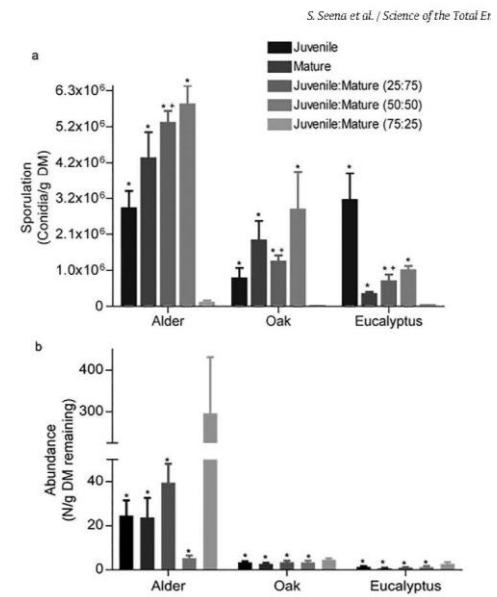 S. Seena et al. / Science of the Total En
a
Juvenile
Mature
Juvenile:Mature (25:75)
Juvenile:Mature (50:50)
Juvenile:Mature (75:25)
Sporulation
(Conidia/g DM)
6.3x10⁶
5.2x10⁶
4.2x10⁶
3.2x10⁶
2.1x10⁶
1.0x10⁶
0
* * ** *
* * ** *
* * ** *
Alder Oak Eucalyptus
b
Abundance
(N/g DM remaining)
400
300
40
20
0
* * * *
* * * *
* * * *
Alder Oak Eucalyptus